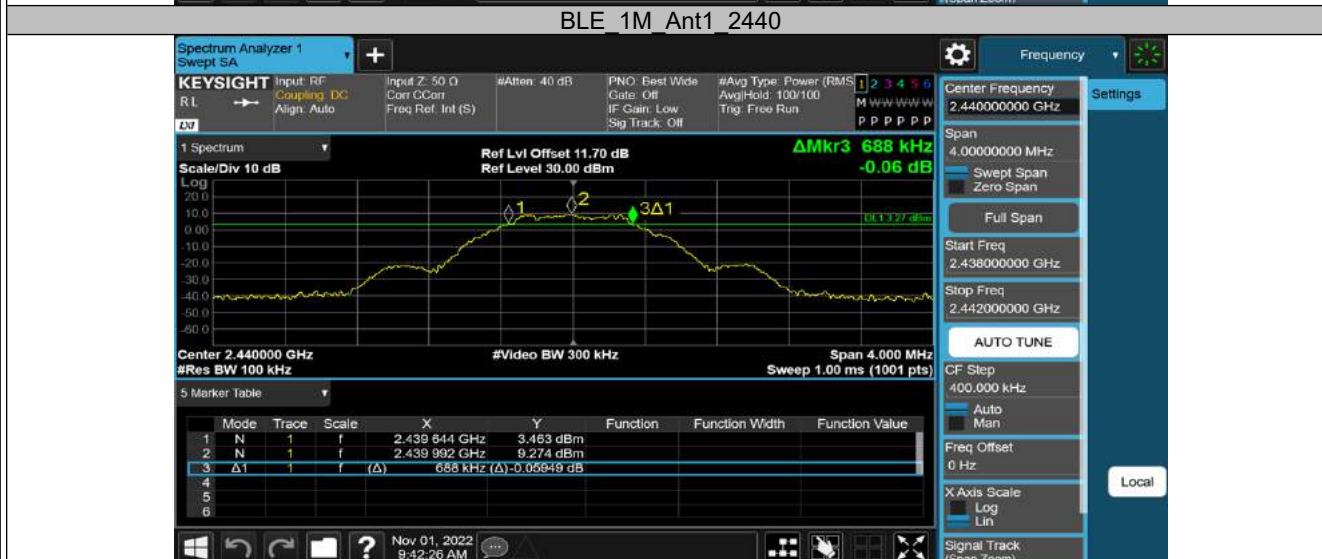 (Span Zoom)
BLE_1M_Ant1_2440
Spectrum Analyzer 1
Swept SA
+
Frequency
KEYSIGHT Input: RF Input Z: 50 Ω #Atten: 40 dB PNO: Best Wide #Avg Type: Power (RMS 1 2 3 4 5 6
RL Coupling: DC Corr CCorr Gate: Off Avg|Hold: 100/100 M W W W W W
Align: Auto Freq Ref: Int (S) IF Gain: Low Trig: Free Run
LXI Sig Track: Off P P P P P P
Center Frequency
2.440000000 GHz
Settings
1 Spectrum
Ref Lvl Offset 11.70 dB
ΔMkr3 688 kHz
Scale/Div 10 dB Ref Level 30.00 dBm -0.06 dB
Log
20.0
10.0
0.00
-10.0
-20.0
-30.0
-40.0
-50.0
-60.0
1
2
3Δ1
DL1 3.27 dBm
Center 2.440000 GHz #Video BW 300 kHz Span 4.000 MHz
#Res BW 100 kHz Sweep 1.00 ms (1001 pts)
Span
4.00000000 MHz
Swept Span
Zero Span
Full Span
Start Freq
2.438000000 GHz
Stop Freq
2.442000000 GHz
AUTO TUNE
CF Step
400.000 kHz
Auto
Man
Freq Offset
0 Hz
X Axis Scale
Log
Lin
Signal Track
(Span Zoom)
Local
5 Marker Table
Mode Trace Scale X Y Function Function Width Function Value
1 N 1 f 2.439 644 GHz 3.463 dBm
2 N 1 f 2.439 992 GHz 9.274 dBm
3 Δ1 1 f (Δ) 688 kHz (Δ)-0.05949 dB
4
5
6
?
Nov 01, 2022
9:42:26 AM